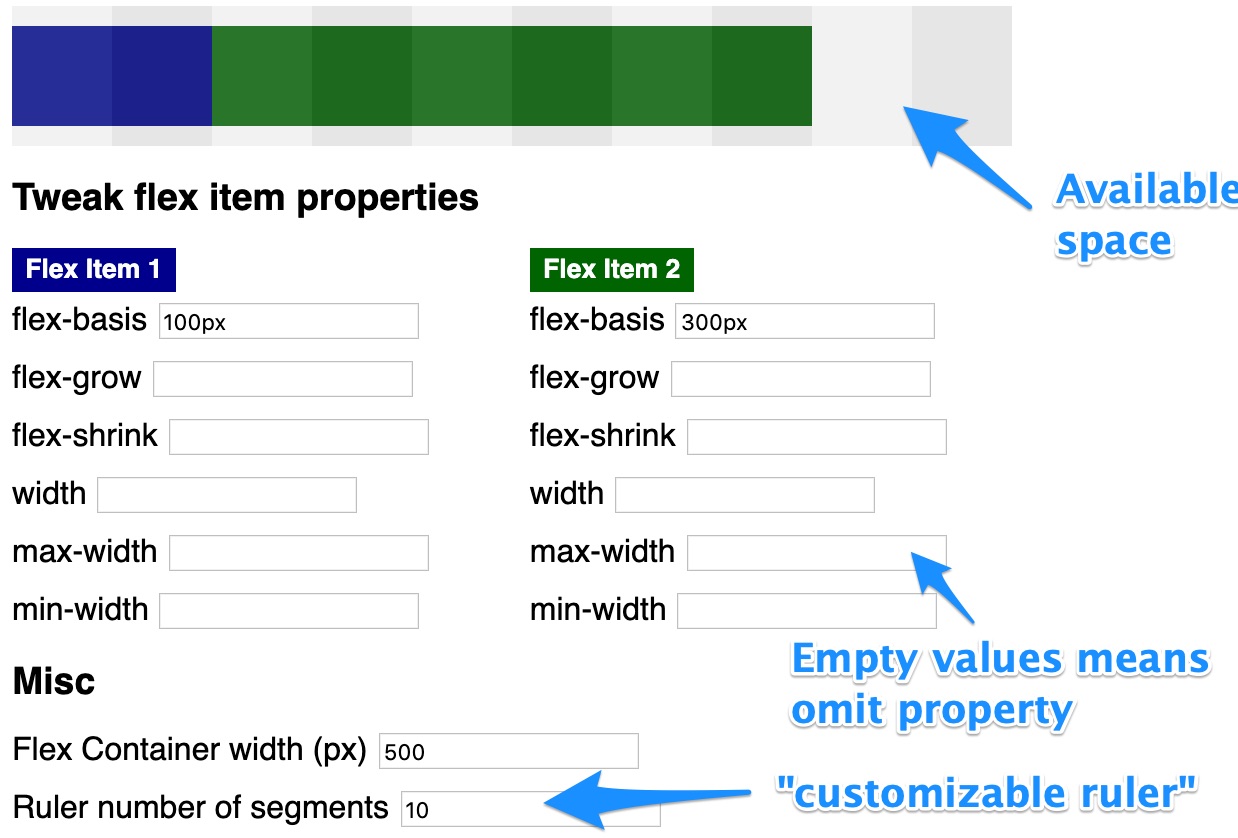 Available
space
Tweak flex item properties
Flex Item 1 Flex Item 2
flex-basis 100px flex-basis 300px
flex-grow flex-grow
flex-shrink flex-shrink
width width
max-width max-width
min-width min-width
Empty values means
omit property
Misc
Flex Container width (px) 500
Ruler number of segments 10
"customizable ruler"